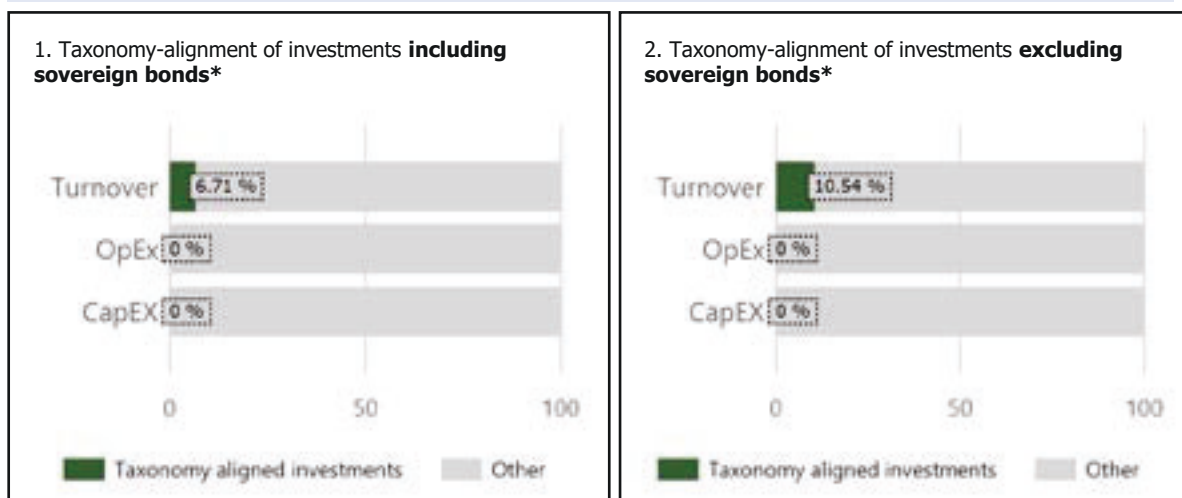 1. Taxonomy-alignment of investments including
sovereign bonds*
Turnover 6.71 %
OpEx 0 %
CapEX 0 %
0 50 100
Taxonomy aligned investments Other
2. Taxonomy-alignment of investments excluding
sovereign bonds*
Turnover 10.54 %
OpEx 0 %
CapEX 0 %
0 50 100
Taxonomy aligned investments Other